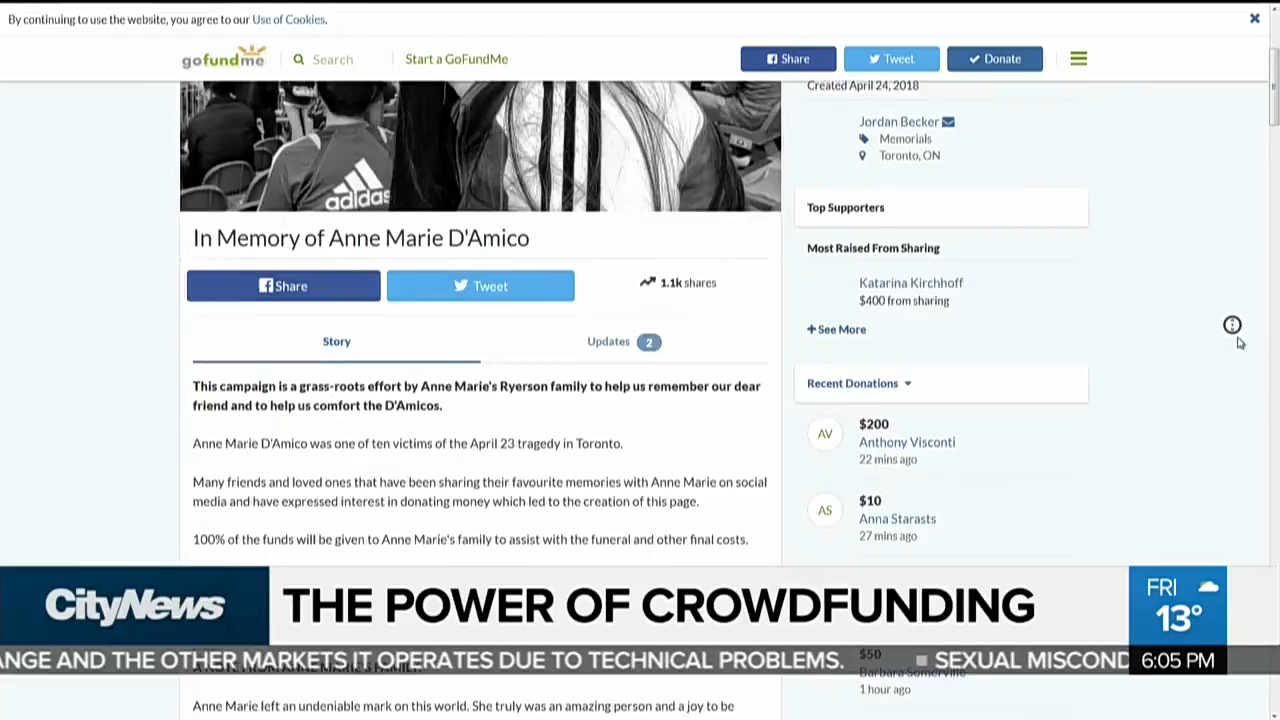 By continuing to use the website, you agree to our Use of Cookies.
gofundme
Search
Start a GoFundMe
Share
Tweet
Donate
adidas
In Memory of Anne Marie D'Amico
Share
Tweet
1.1k shares
Story
Updates 2
This campaign is a grass-roots effort by Anne Marie's Ryerson family to help us remember our dear
friend and to help us comfort the D'Amicos.
Anne Marie D'Amico was one of ten victims of the April 23 tragedy in Toronto.
Many friends and loved ones that have been sharing their favourite memories with Anne Marie on social
media and have expressed interest in donating money which led to the creation of this page.
100% of the funds will be given to Anne Marie's family to assist with the funeral and other final costs.
Created April 24, 2018
Jordan Becker
Memorials
Toronto, ON
Top Supporters
Most Raised From Sharing
Katarina Kirchhoff
$400 from sharing
+See More
Recent Donations
AV
$200
Anthony Visconti
22 mins ago
AS
$10
Anna Starasts
27 mins ago
CityNews
THE POWER OF CROWDFUNDING
FRI
13°
ANGE AND THE OTHER MARKETS IT OPERATES DUE TO TECHNICAL PROBLEMS. SEXUAL MISCOND
6:05 PM
$50
Barbara Somerville
1 hour ago
Anne Marie left an undeniable mark on this world. She truly was an amazing person and a joy to be